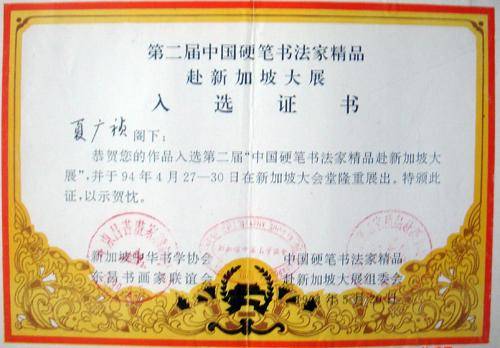 第二届中国硬笔书法家精品
赴新加坡大展
入选证书
夏广祯 阁下：
恭贺您的作品入选第二届“中国硬笔书法家精品赴新加坡大
展”，并于94年4月27—30日在新加坡大会堂隆重展出。特颁此
证，以示贺忱。
新加坡中华书学协会 中国硬笔书法家精品
东昌书画家联谊会 赴新加坡大展组委会